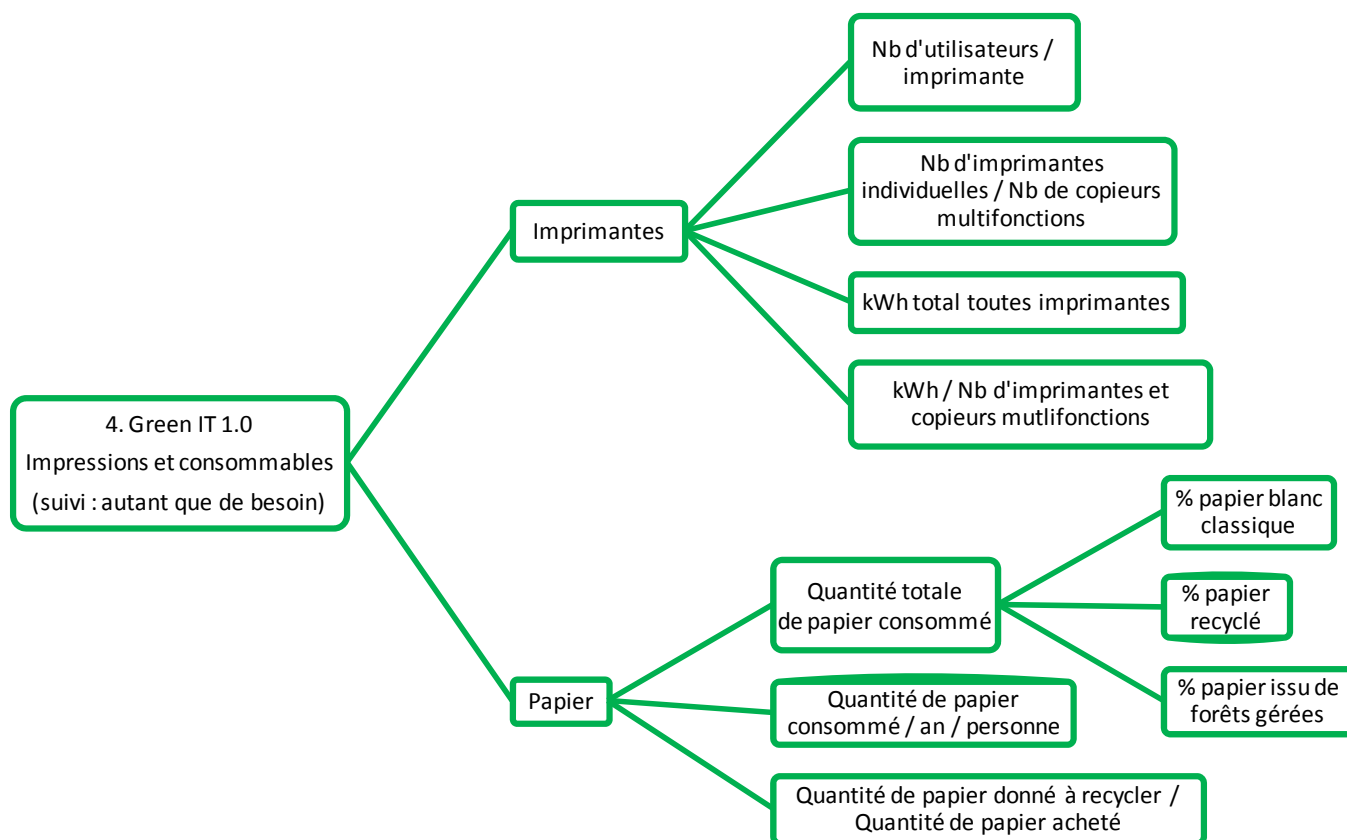 Nb d'utilisateurs /
imprimante
Nb d'imprimantes
individuelles / Nb de copieurs
multifonctions
Imprimantes
kWh total toutes imprimantes
kWh / Nb d'imprimantes et
copieurs mutlifonctions
4. Green IT 1.0
Impressions et consommables
(suivi : autant que de besoin)
% papier blanc
classique
Quantité totale
de papier consommé
% papier
recyclé
Papier
Quantité de papier
consommé / an / personne
% papier issu de
forêts gérées
Quantité de papier donné à recycler /
Quantité de papier acheté